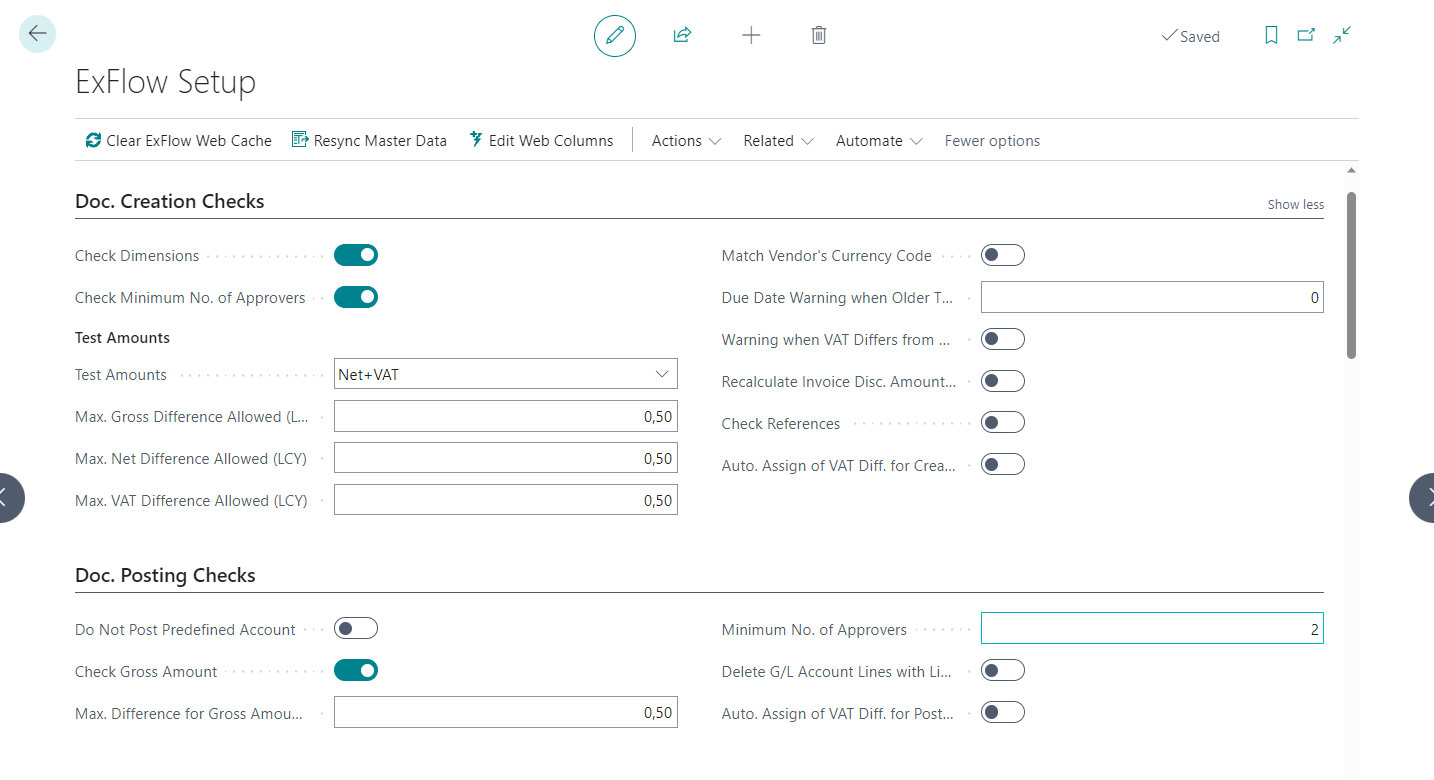 Saved
ExFlow Setup
Clear ExFlow Web Cache Resync Master Data Edit Web Columns Actions Related Automate Fewer options
Doc. Creation Checks Show less
Check Dimensions
Check Minimum No. of Approvers
Test Amounts
Test Amounts Net+VAT
Max. Gross Difference Allowed (L... 0,50
Max. Net Difference Allowed (LCY) 0,50
Max. VAT Difference Allowed (LCY) 0,50
Match Vendor's Currency Code
Due Date Warning when Older T... 0
Warning when VAT Differs from ...
Recalculate Invoice Disc. Amount...
Check References
Auto. Assign of VAT Diff. for Crea...
Doc. Posting Checks
Do Not Post Predefined Account
Check Gross Amount
Max. Difference for Gross Amou... 0,50
Minimum No. of Approvers 2
Delete G/L Account Lines with Li...
Auto. Assign of VAT Diff. for Post...